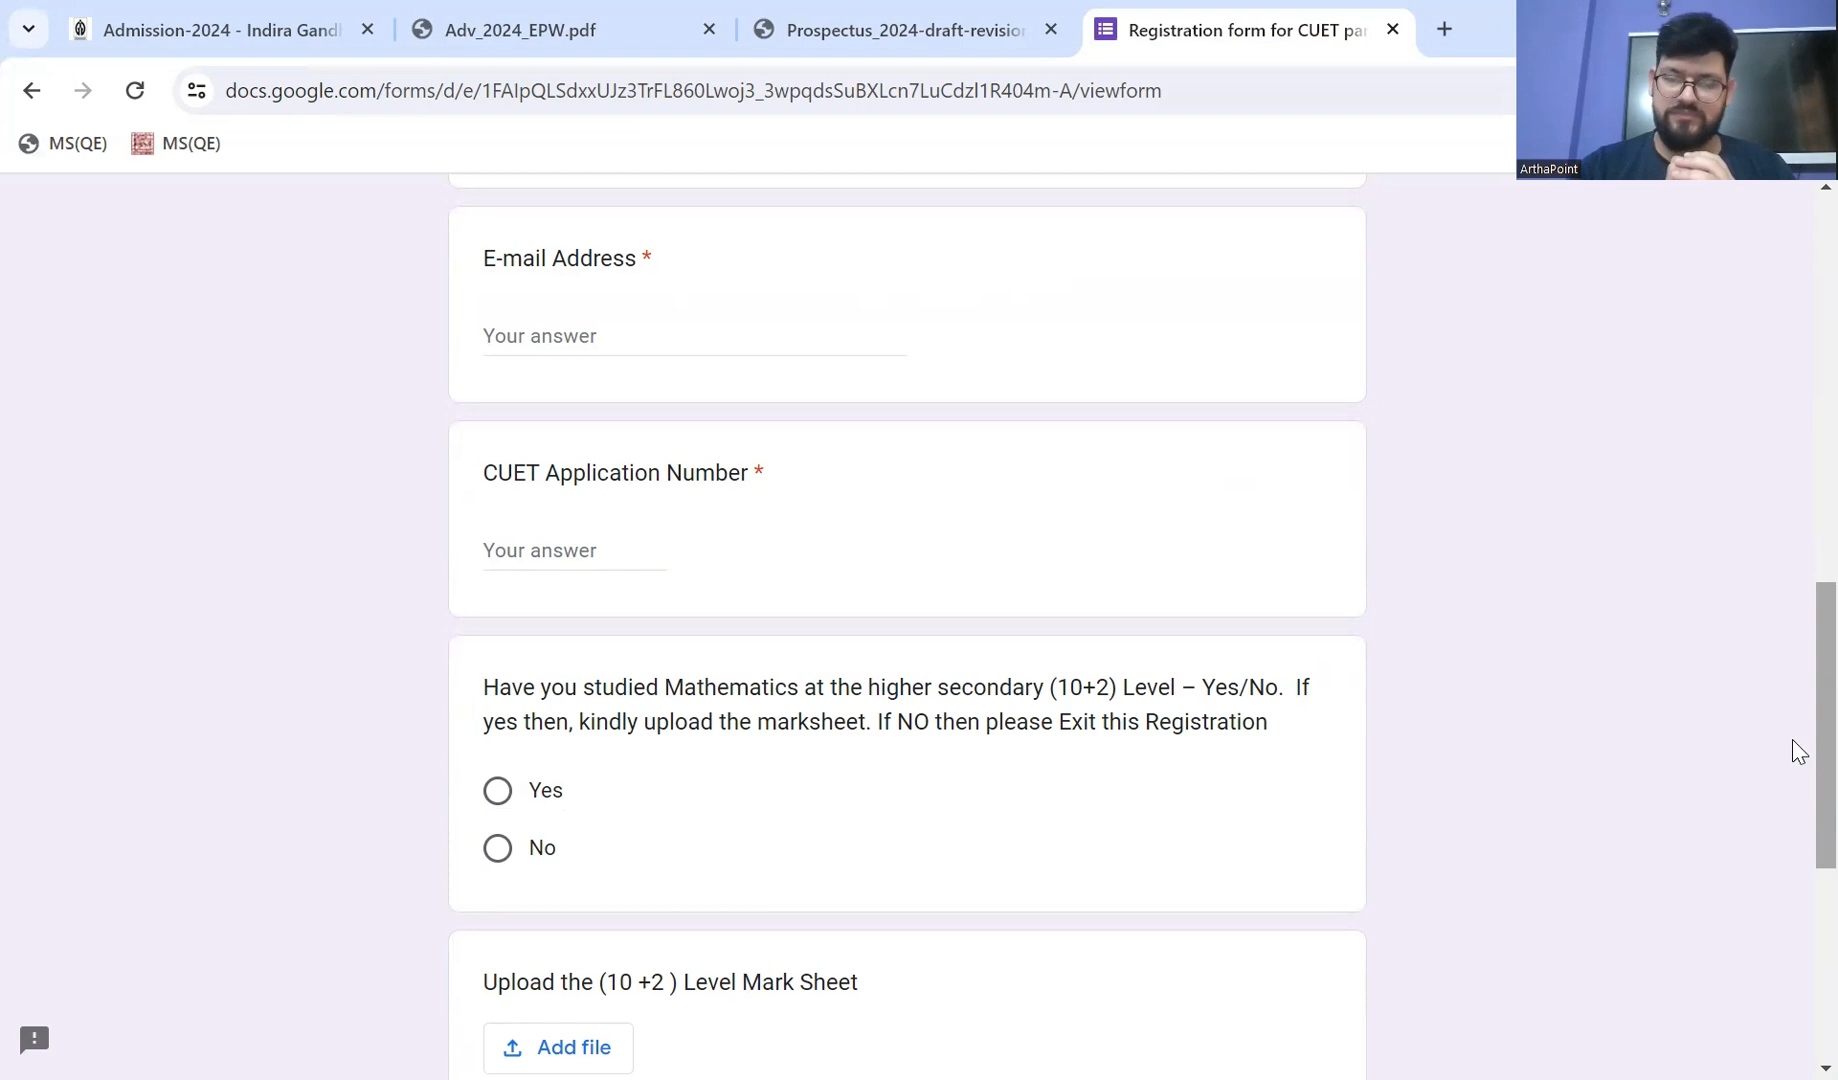 Admission-2024 - Indira Gandh
Adv_2024_EPW.pdf
Prospectus_2024-draft-revision
Registration form for CUET par
docs.google.com/forms/d/e/1FAIpQLSdxxUJz3TrFL860Lwoj3_3wpqdsSuBXLcn7LuCdzl1R404m-A/viewform
MS(QE)
MS(QE)
ArthaPoint
E-mail Address *
Your answer
CUET Application Number *
Your answer
Have you studied Mathematics at the higher secondary (10+2) Level – Yes/No. If
yes then, kindly upload the marksheet. If NO then please Exit this Registration
Yes
No
Upload the (10 +2 ) Level Mark Sheet
Add file